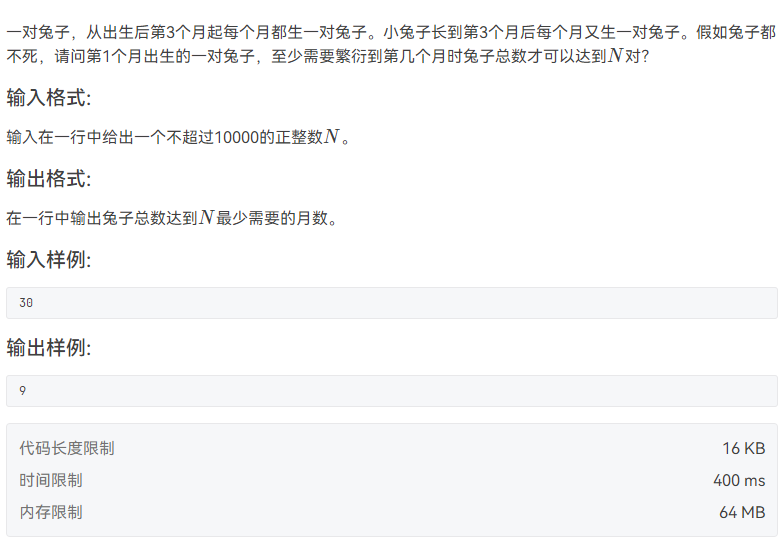 一对兔子，从出生后第3个月起每个月都生一对兔子。小兔子长到第3个月后每个月又生一对兔子。假如兔子都
不死，请问第1个月出生的一对兔子，至少需要繁衍到第几个月时兔子总数才可以达到N对？
输入格式:
输入在一行中给出一个不超过10000的正整数N。
输出格式:
在一行中输出兔子总数达到N最少需要的月数。
输入样例:
30
输出样例:
9
代码长度限制 16 KB
时间限制 400 ms
内存限制 64 MB